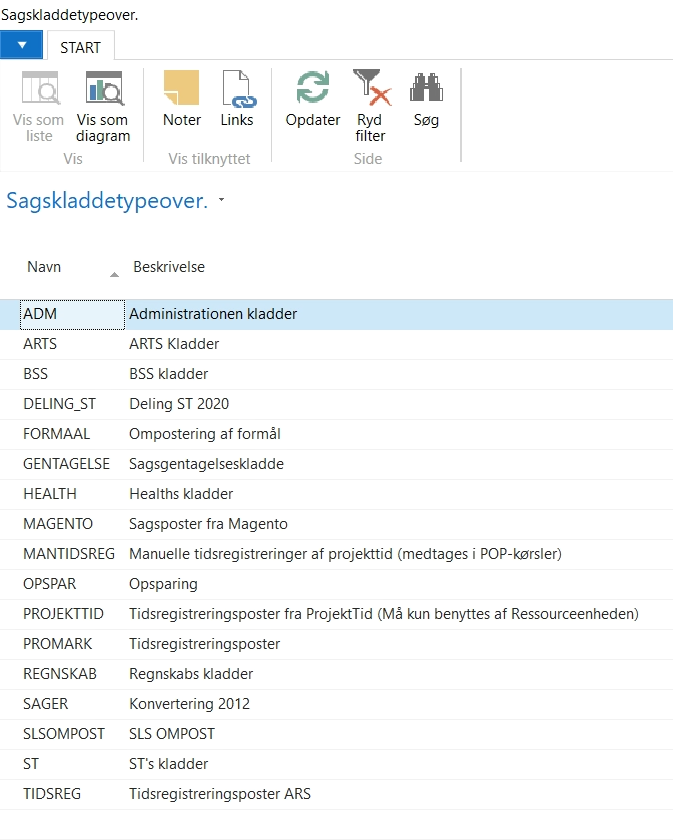 Sagskladdetypeover.
START
Vis som liste
Vis som diagram
Noter
Links
Opdater
Ryd filter
Søg
Vis
Vis tilknyttet
Side
Sagskladdetypeover.
Navn Beskrivelse
ADM Administrationen kladder
ARTS ARTS Kladder
BSS BSS kladder
DELING_ST Deling ST 2020
FORMAAL Ompostering af formål
GENTAGELSE Sagsgentagelseskladde
HEALTH Healths kladder
MAGENTO Sagsposter fra Magento
MANTIDSREG Manuelle tidsregistreringer af projekttid (medtages i POP-kørsler)
OPSPAR Opsparing
PROJEKTTID Tidsregistreringsposter fra ProjektTid (Må kun benyttes af Ressourceenheden)
PROMARK Tidsregistreringsposter
REGNSKAB Regnskabs kladder
SAGER Konvertering 2012
SLSOMPOST SLS OMPOST
ST ST's kladder
TIDSREG Tidsregistreringsposter ARS